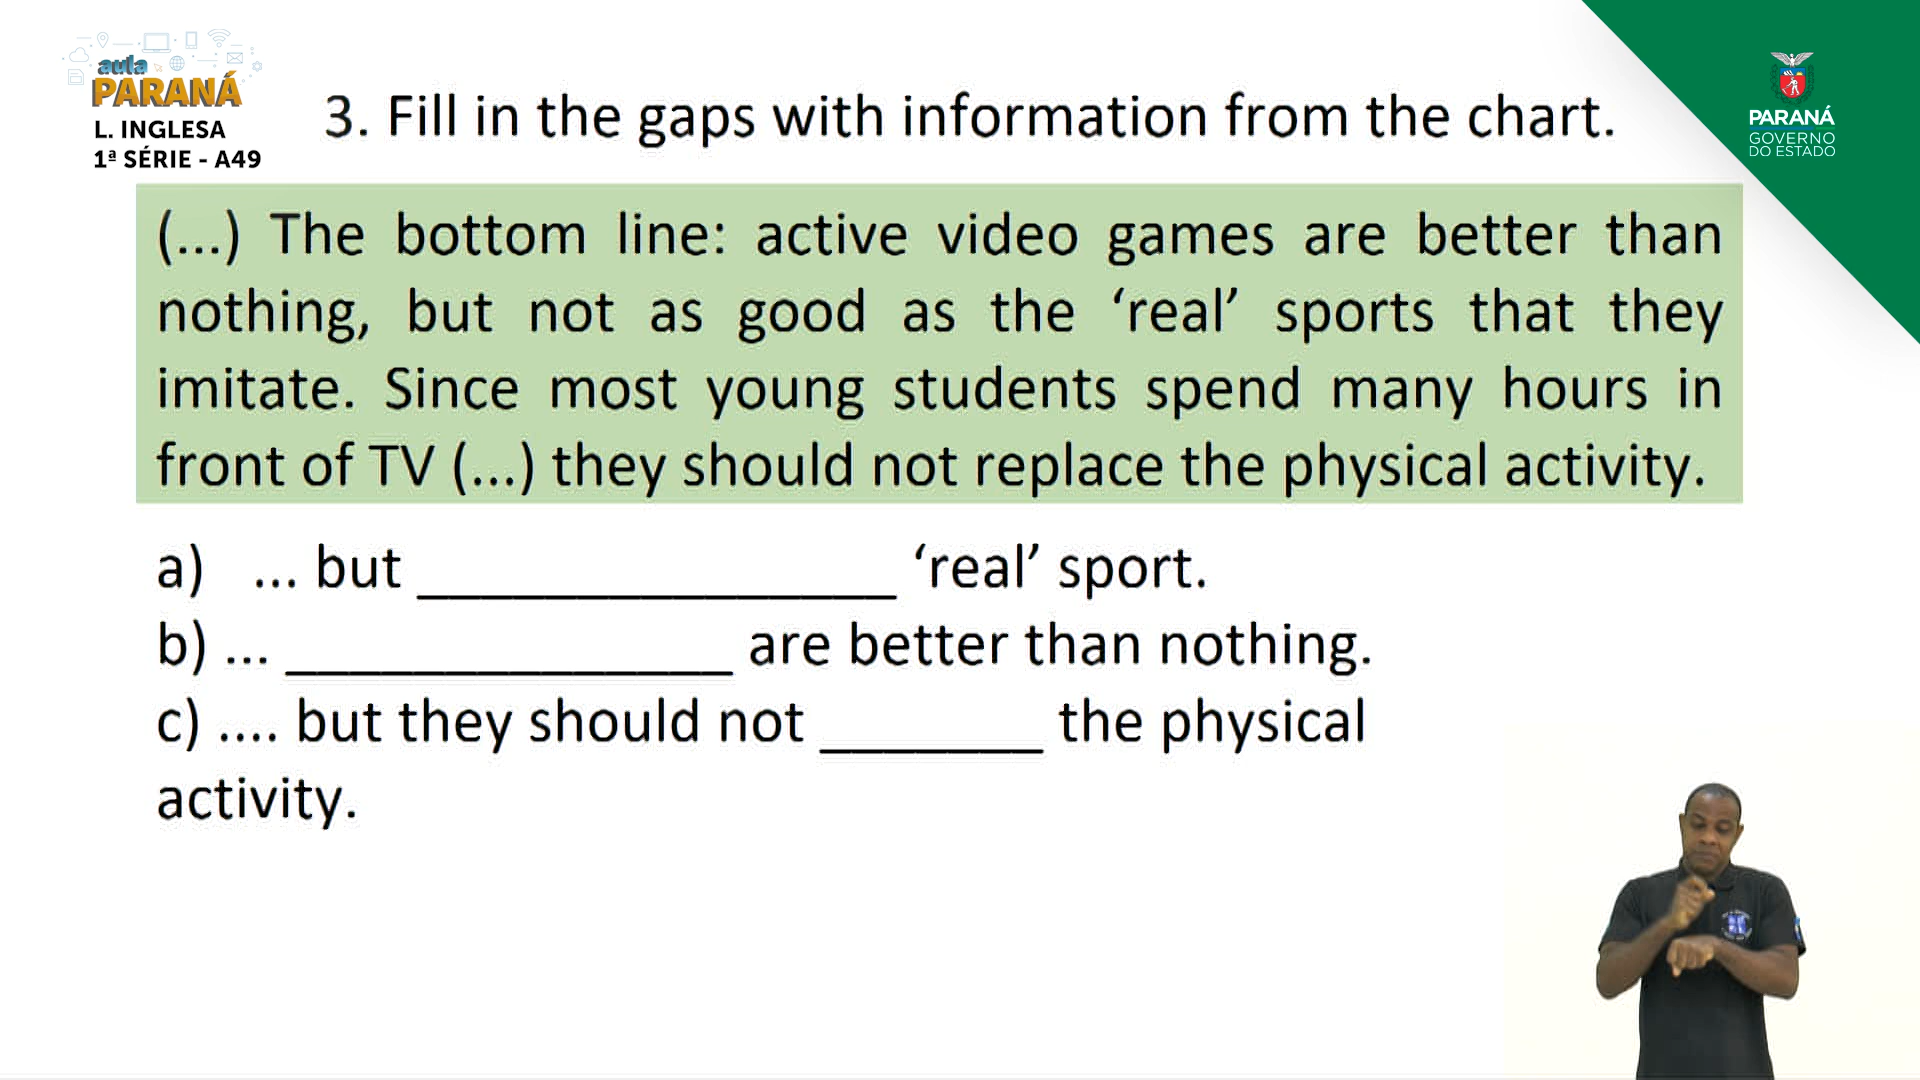 aula
PARANÁ
L. INGLESA
1ª SÉRIE - A49
3. Fill in the gaps with information from the chart.
PARANÁ
GOVERNO
DO ESTADO
(...) The bottom line: active video games are better than
nothing, but not as good as the ‘real’ sports that they
imitate. Since most young students spend many hours in
front of TV (...) they should not replace the physical activity.
a) ... but _______________ ‘real’ sport.
b) ... ______________ are better than nothing.
c) .... but they should not _______ the physical
activity.